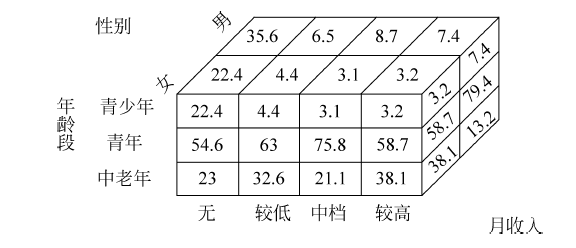 性别
男
35.6 6.5 8.7 7.4
女
22.4 4.4 3.1 3.2
7.4
3.2
79.4
58.7
13.2
38.1
年龄段
青少年 22.4 4.4 3.1 3.2
青年 54.6 63 75.8 58.7
中老年 23 32.6 21.1 38.1
无 较低 中档 较高
月收入